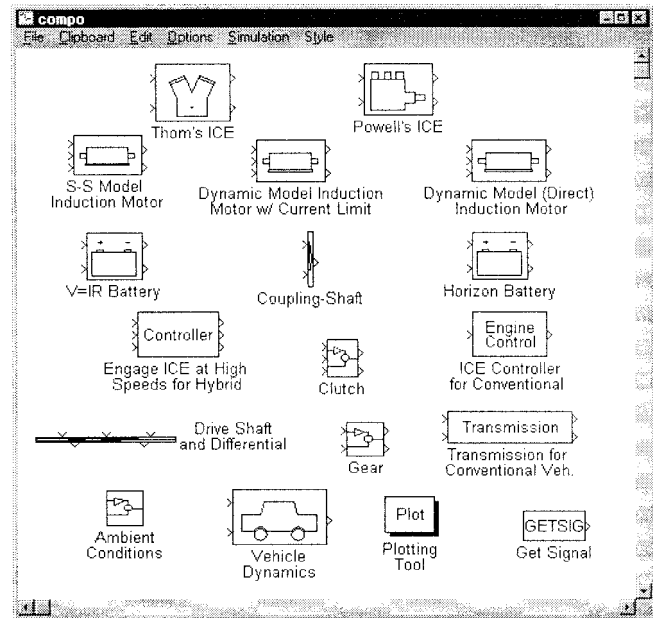 compo
File Clipboard Edit Options Simulation Style
Thom's ICE
Powell's ICE
S-S Model
Induction Motor
Dynamic Model Induction
Motor w/ Current Limit
Dynamic Model (Direct)
Induction Motor
V=IR Battery
Coupling-Shaft
Horizon Battery
Controller
Engage ICE at High
Speeds for Hybrid
Clutch
Engine
Control
ICE Controller
for Conventional
Drive Shaft
and Differential
Gear
Transmission
Transmission for
Conventional Veh.
Ambient
Conditions
Vehicle
Dynamics
Plot
Plotting
Tool
GETSIG
Get Signal